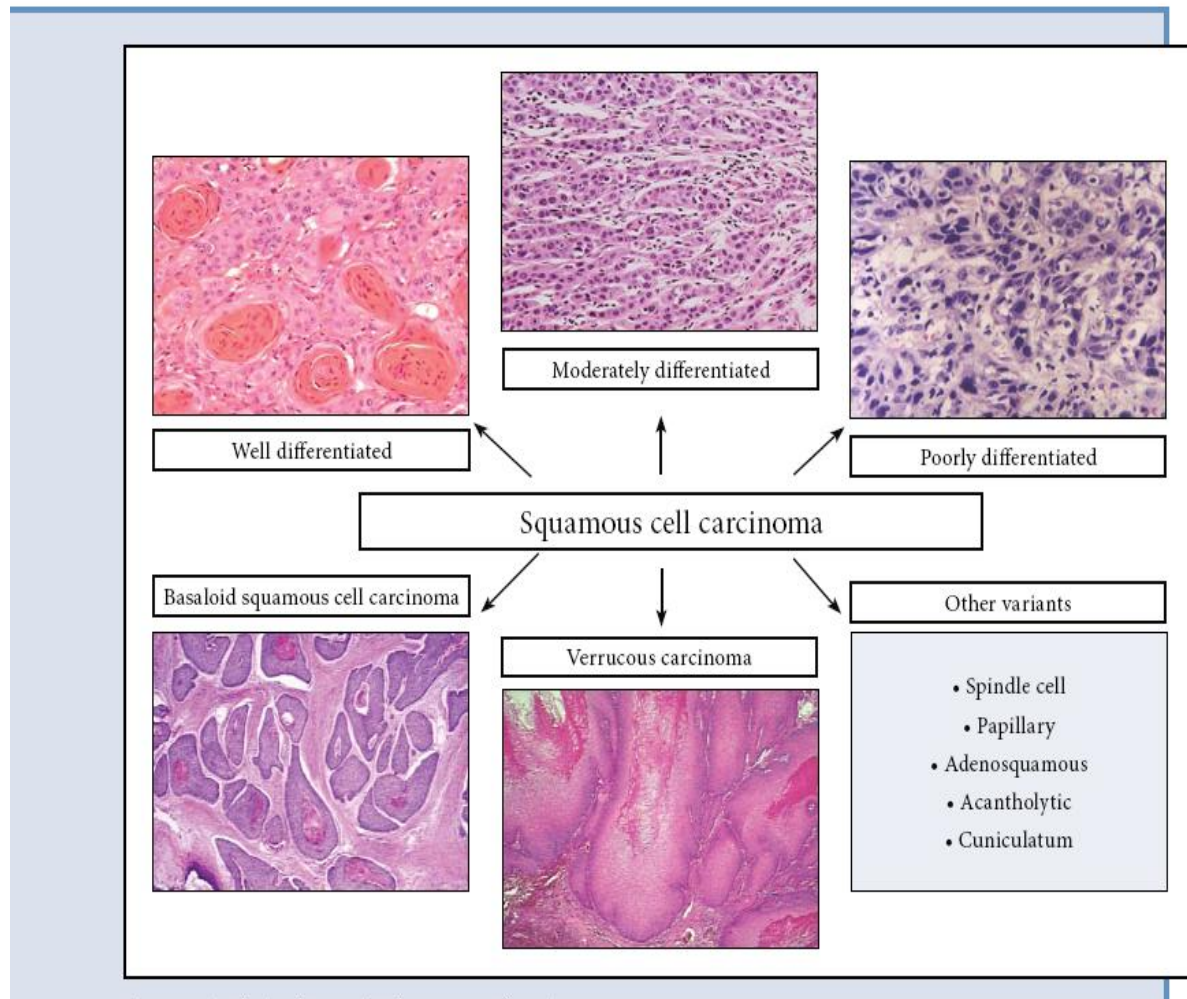 Moderately differentiated
Well differentiated
Poorly differentiated
Squamous cell carcinoma
Basaloid squamous cell carcinoma
Verrucous carcinoma
Other variants
• Spindle cell
• Papillary
• Adenosquamous
• Acantholytic
• Cuniculatum